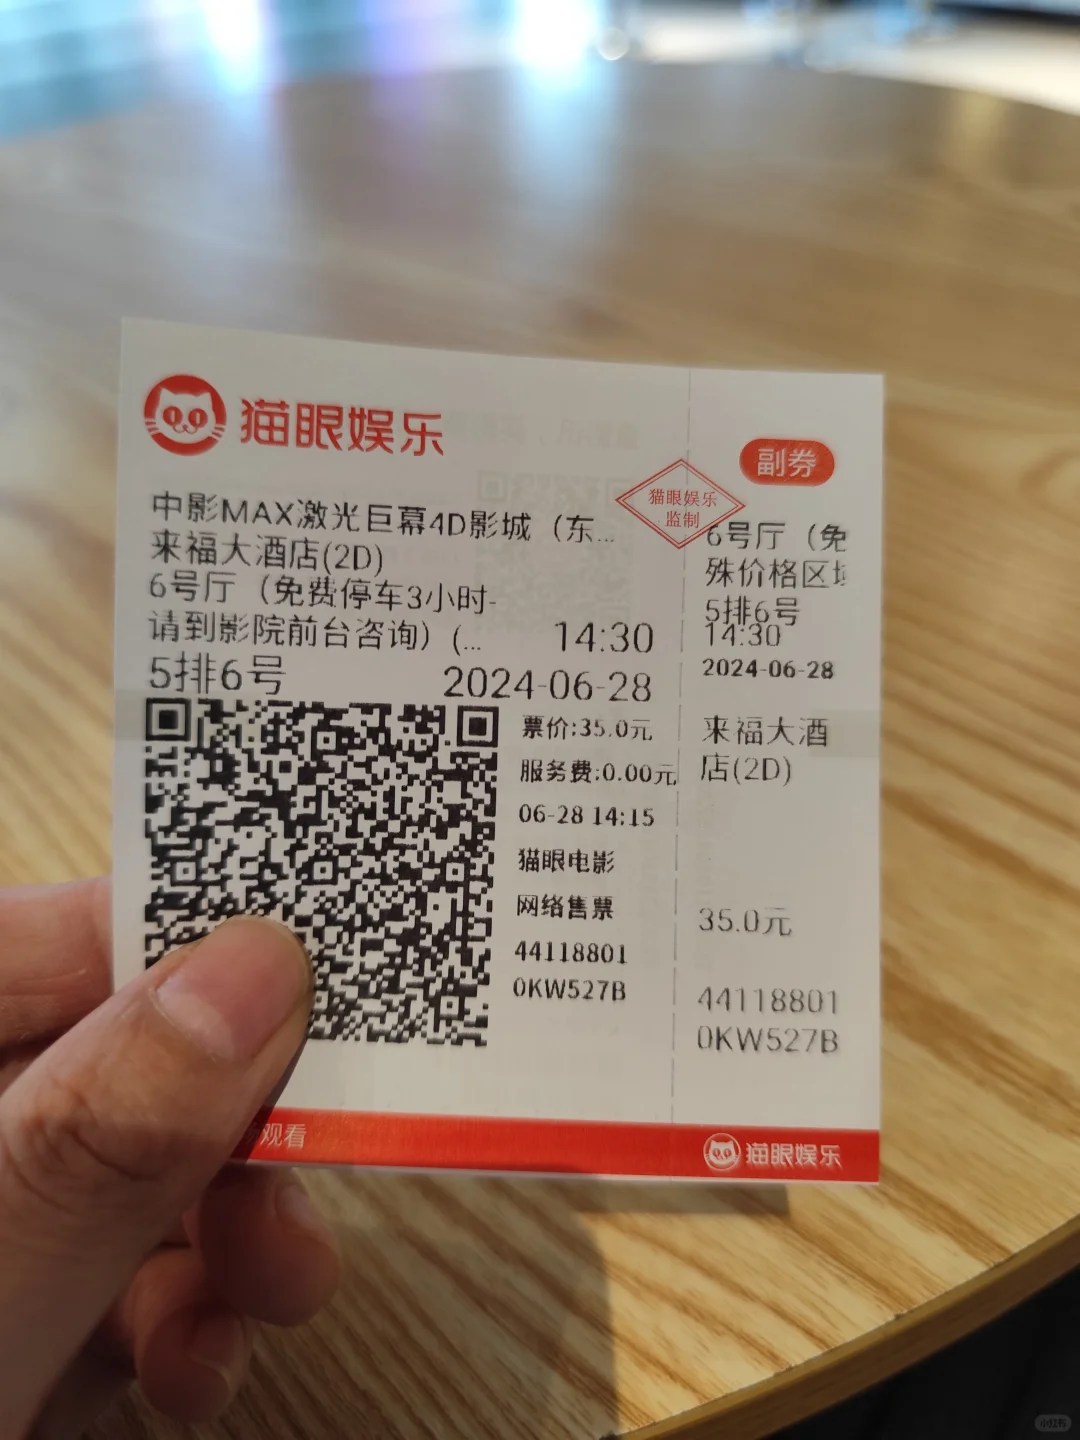 猫眼娱乐
副券
猫眼娱乐
监制
中影MAX激光巨幕4D影城（东...
来福大酒店(2D)
6号厅（免费停车3小时-
请到影院前台咨询）(...
14:30
5排6号
2024-06-28
票价:35.0元
服务费:0.00元
06-28 14:15
猫眼电影
网络售票
44118801
0KW527B
6号厅（免
殊价格区域
5排6号
14:30
2024-06-28
来福大酒
店(2D)
35.0元
44118801
0KW527B
观看
猫眼娱乐
小红书